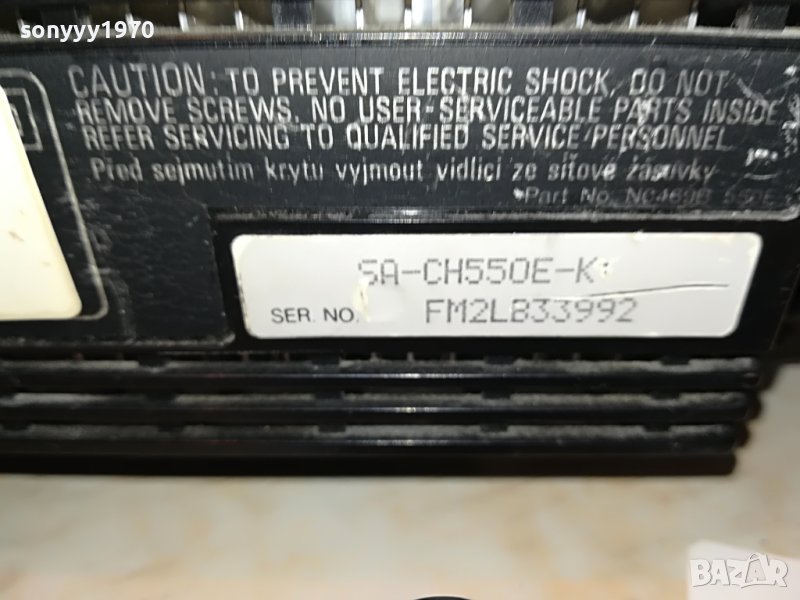 sonyyy1970
CAUTION: TO PREVENT ELECTRIC SHOCK, DO NOT
REMOVE SCREWS. NO USER-SERVICEABLE PARTS INSIDE
REFER SERVICING TO QUALIFIED SERVICE PERSONNEL
Před sejmutím krytu vyjmout vidlici ze síťové zásuvky
*Part No.
SA-CH550E-K
SER. NO. FM2LB33992
BAZAR